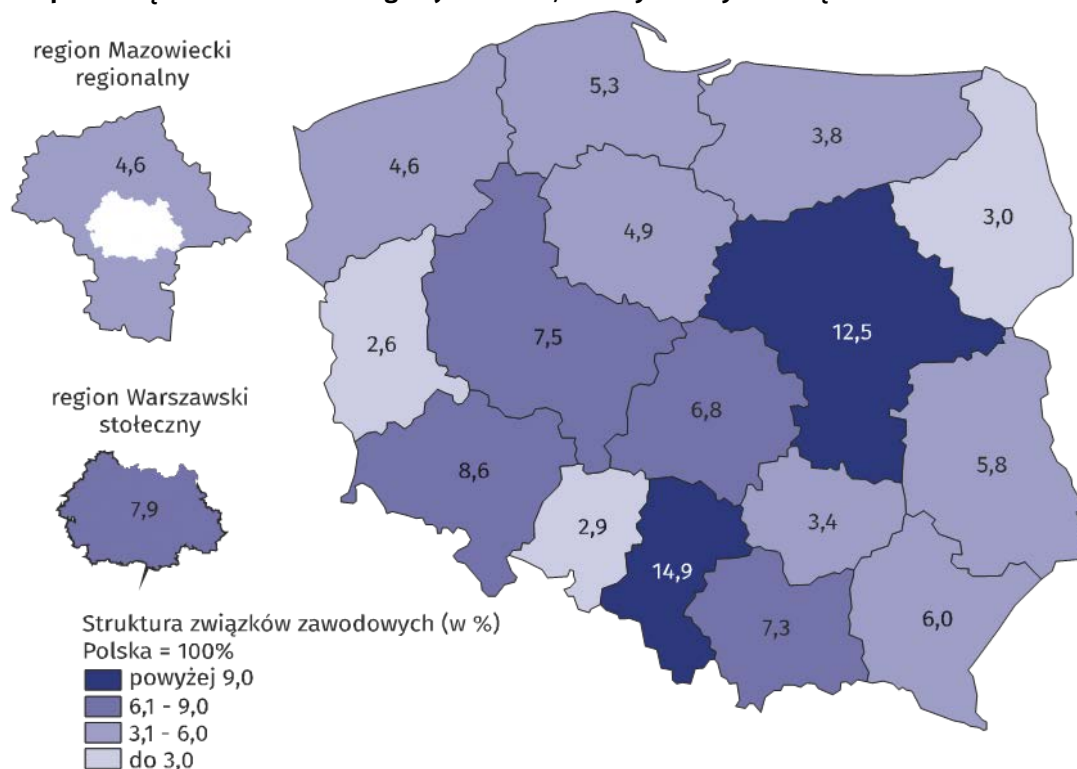 region Mazowiecki
regionalny
4,6
region Warszawski
stołeczny
7,9
5,3
3,8
4,6
4,9
3,0
2,6
7,5
12,5
6,8
8,6
5,8
2,9
3,4
14,9
7,3
6,0
Struktura związków zawodowych (w %)
Polska = 100%
powyżej 9,0
6,1 - 9,0
3,1 - 6,0
do 3,0